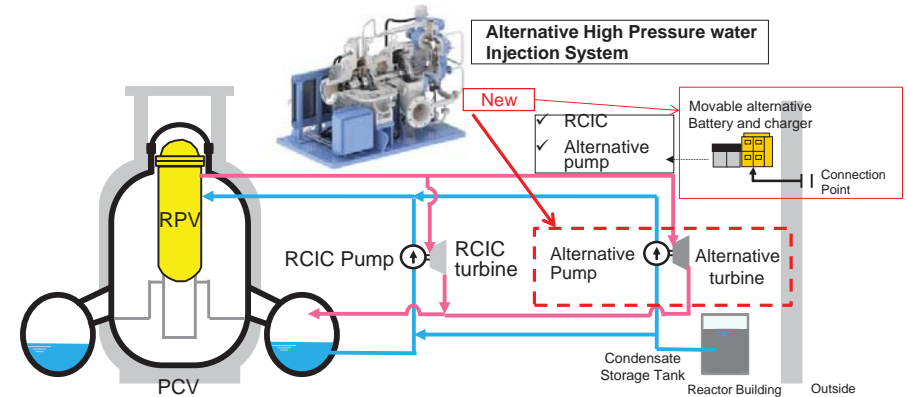 Alternative High Pressure water
Injection System
New
Movable alternative
Battery and charger
✓ RCIC
✓ Alternative
pump
Connection
Point
RPV
RCIC Pump
RCIC
turbine
Alternative
Pump
Alternative
turbine
Condensate
Storage Tank
Reactor Building
Outside
PCV